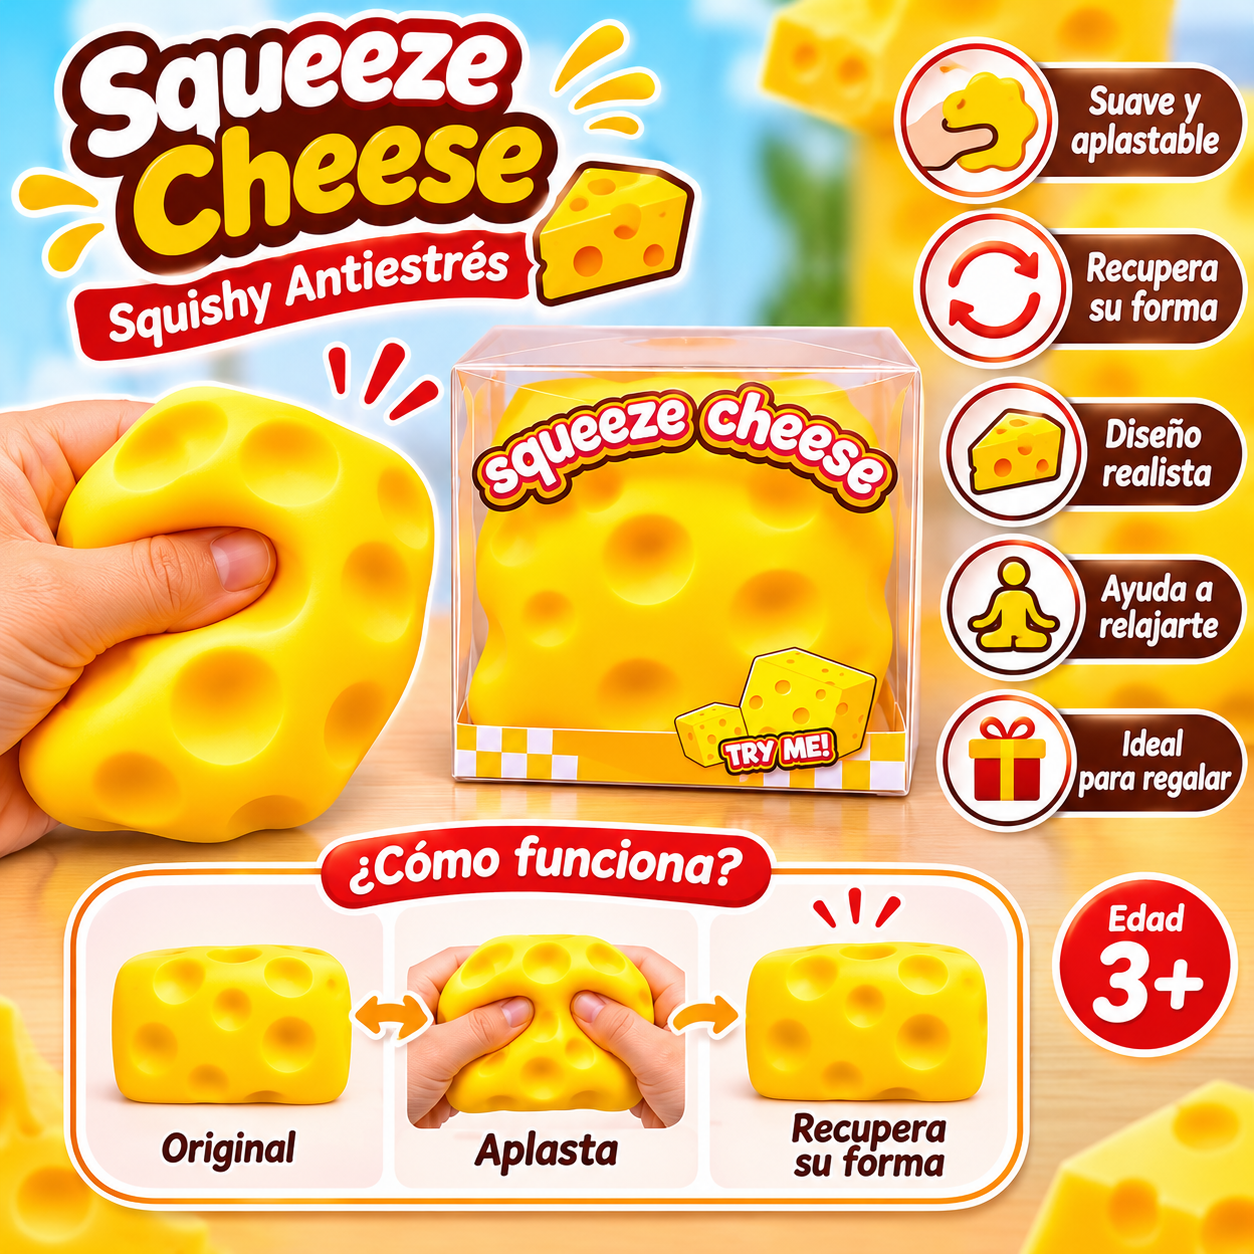 Squeeze
Cheese
Squishy Antiestrés
squeeze cheese
TRY ME!
Suave y
aplastable
Recupera
su forma
Diseño
realista
Ayuda a
relajarte
Ideal
para regalar
¿Cómo funciona?
Original
Aplasta
Recupera
su forma
Edad
3+